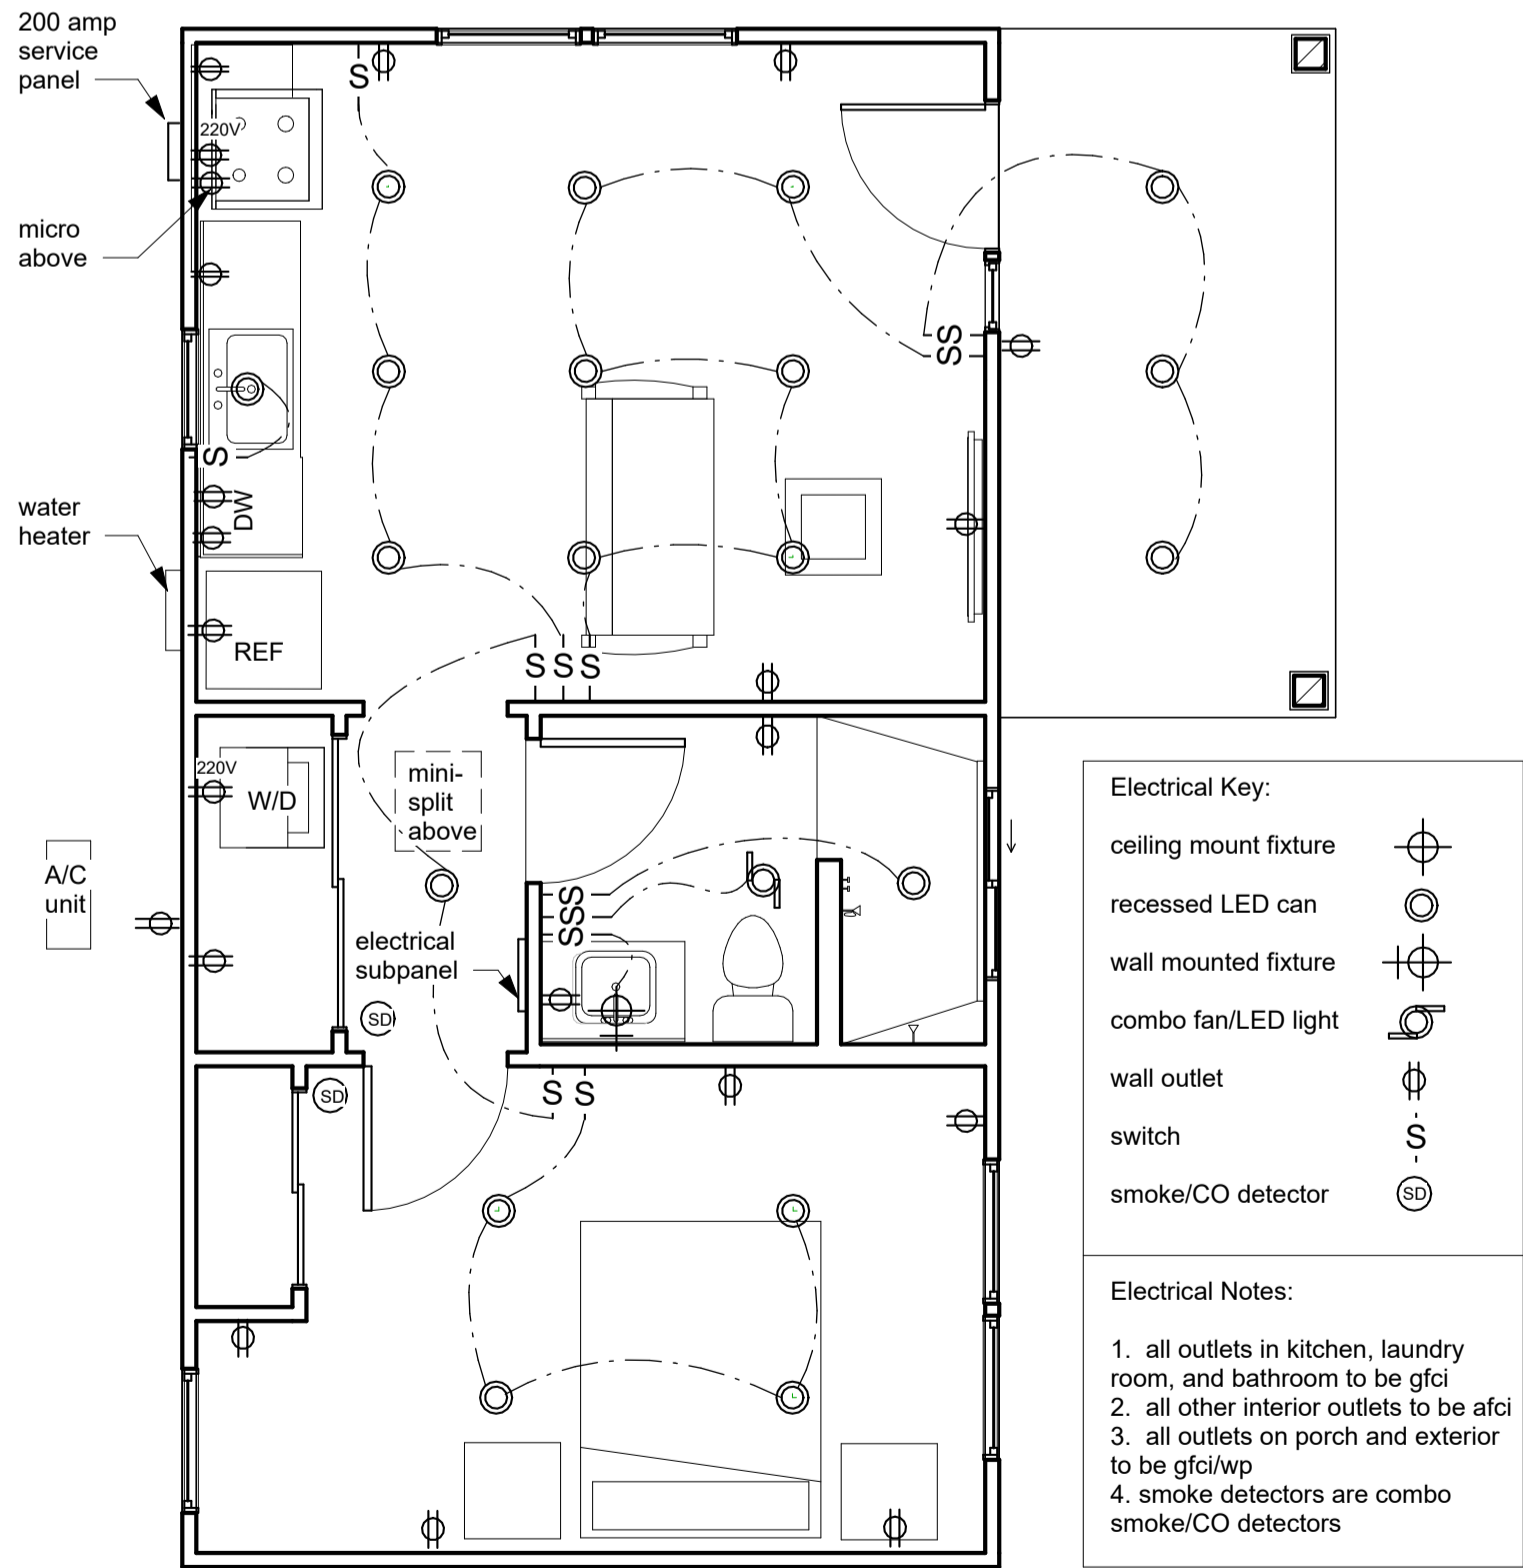 200 amp
service
panel
S
220V
micro
above
SS
SS
S
DW
water
heater
REF
S S S
220V
W/D
mini-
split
above
A/C
unit
SSS
SSS
electrical
subpanel
SD
SD
S S
Electrical Key:
ceiling mount fixture
recessed LED can
wall mounted fixture
combo fan/LED light
wall outlet
switch S
smoke/CO detector SD
Electrical Notes:
1. all outlets in kitchen, laundry
room, and bathroom to be gfci
2. all other interior outlets to be afci
3. all outlets on porch and exterior
to be gfci/wp
4. smoke detectors are combo
smoke/CO detectors